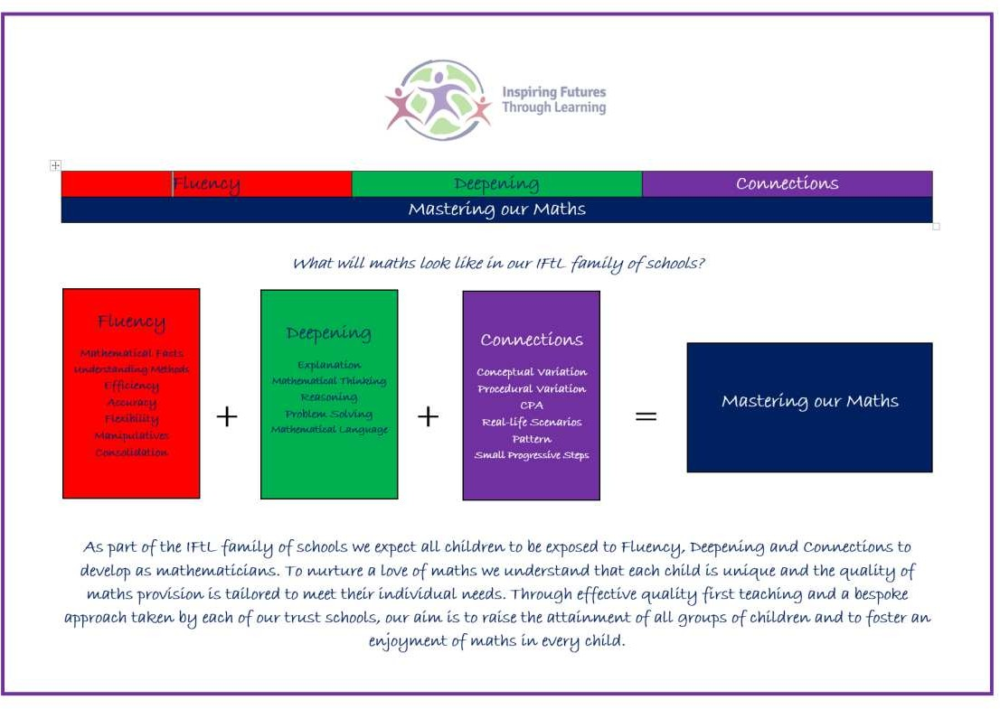 Inspiring Futures
Through Learning
Fluency
Deepening
Connections
Mastering our Maths
What will maths look like in our IFtL family of schools?
Fluency
Mathematical Facts
Understanding Methods
Efficiency
Accuracy
Flexibility
Manipulatives
Consolidation
+
Deepening
Explanation
Mathematical Thinking
Reasoning
Problem Solving
Mathematical Language
+
Connections
Conceptual Variation
Procedural Variation
CPA
Real-life Scenarios
Pattern
Small Progressive Steps
=
Mastering our Maths
As part of the IFtL family of schools we expect all children to be exposed to Fluency, Deepening and Connections to
develop as mathematicians. To nurture a love of maths we understand that each child is unique and the quality of
maths provision is tailored to meet their individual needs. Through effective quality first teaching and a bespoke
approach taken by each of our trust schools, our aim is to raise the attainment of all groups of children and to foster an
enjoyment of maths in every child.